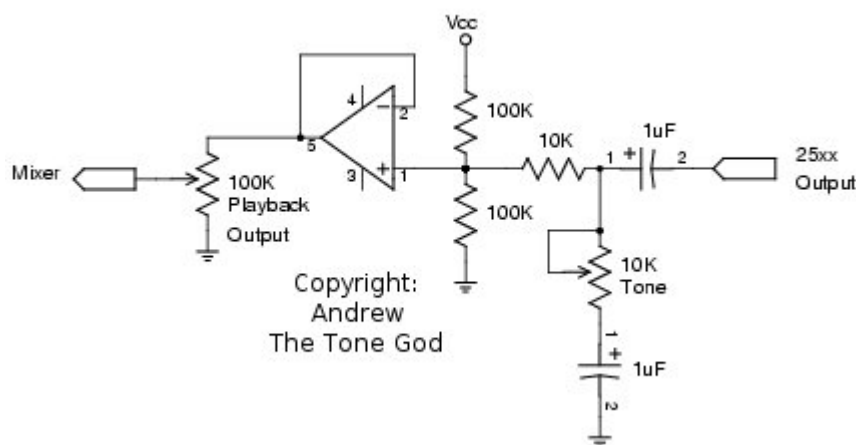 Vcc
100K
10K
1uF
25xx
Output
4
2
5
3
1
+
-
1
+
2
Mixer
100K
Playback
Output
100K
10K
Tone
Copyright:
Andrew
The Tone God
1
+
1uF
2